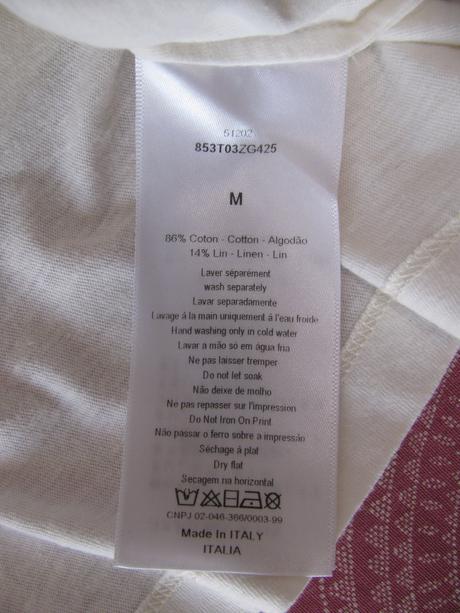 51202
853T03ZG425
M
86% Coton - Cotton - Algodão
14% Lin - Linen - Lin
Laver séparément
wash separately
Lavar separadamente
Lavage á la main uniquement á l'eau froide
Hand washing only in cold water
Lavar a mão só em água fria
Ne pas laisser tremper
Do not let soak
Não deixe de molho
Ne pas repasser sur l'impression
Do Not Iron On Print
Não passar o ferro sobre a impressão
Séchage á plat
Dry flat
Secagem na horizontal
CNPJ 02-046-366/0003-99
Made In ITALY
ITALIA